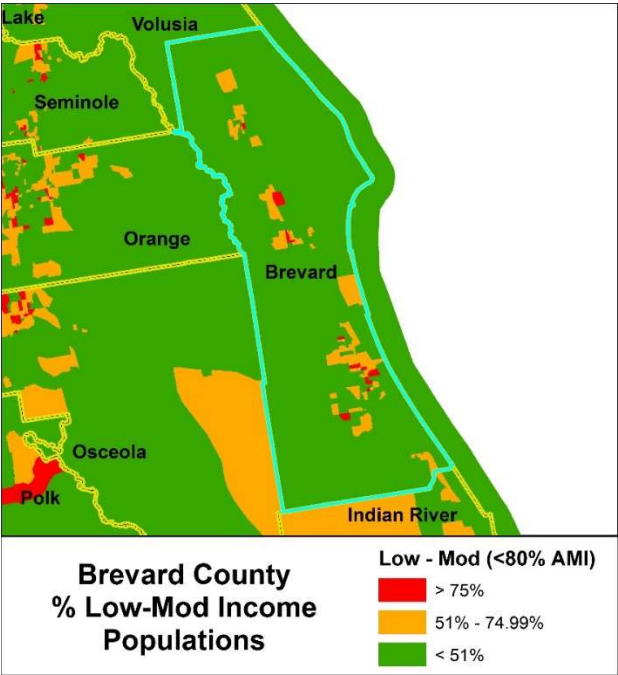 Lake
Volusia
Seminole
Orange
Brevard
Osceola
Polk
Indian River
Brevard County
% Low-Mod Income
Populations
Low - Mod (<80% AMI)
> 75%
51% - 74.99%
< 51%